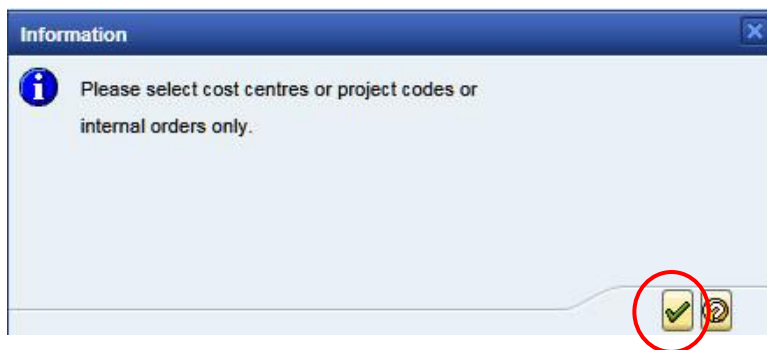 Information
Please select cost centres or project codes or
internal orders only.